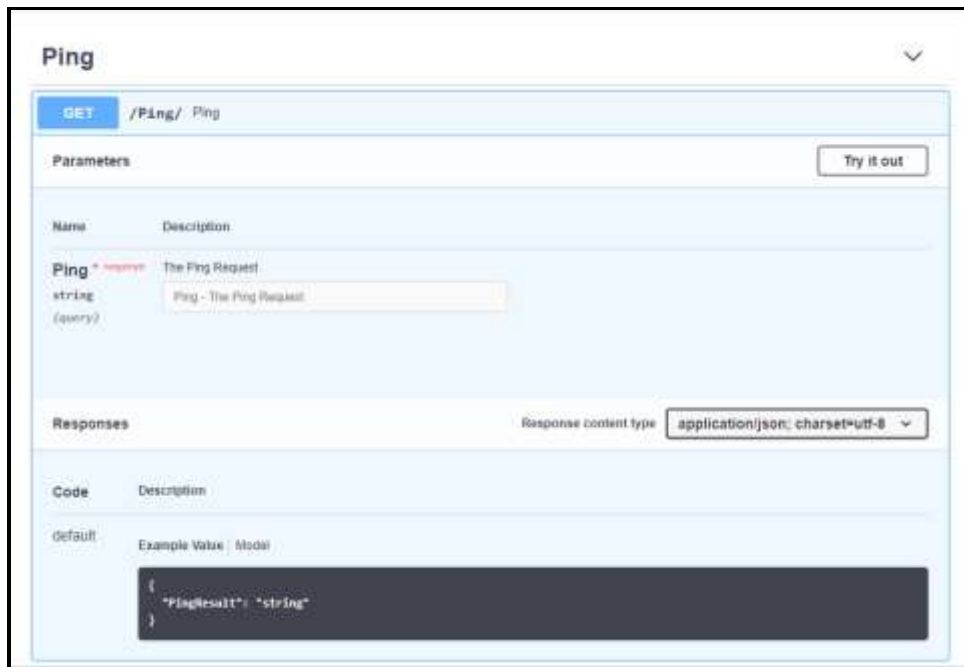 Ping
GET /Ping/ Ping
Parameters Try it out
Name Description
Ping * required The Ping Request
string Ping - The Ping Request
(query)
Responses Response content type application/json; charset=utf-8
Code Description
default
Example Value | Model
{
"PingResult": "string"
}